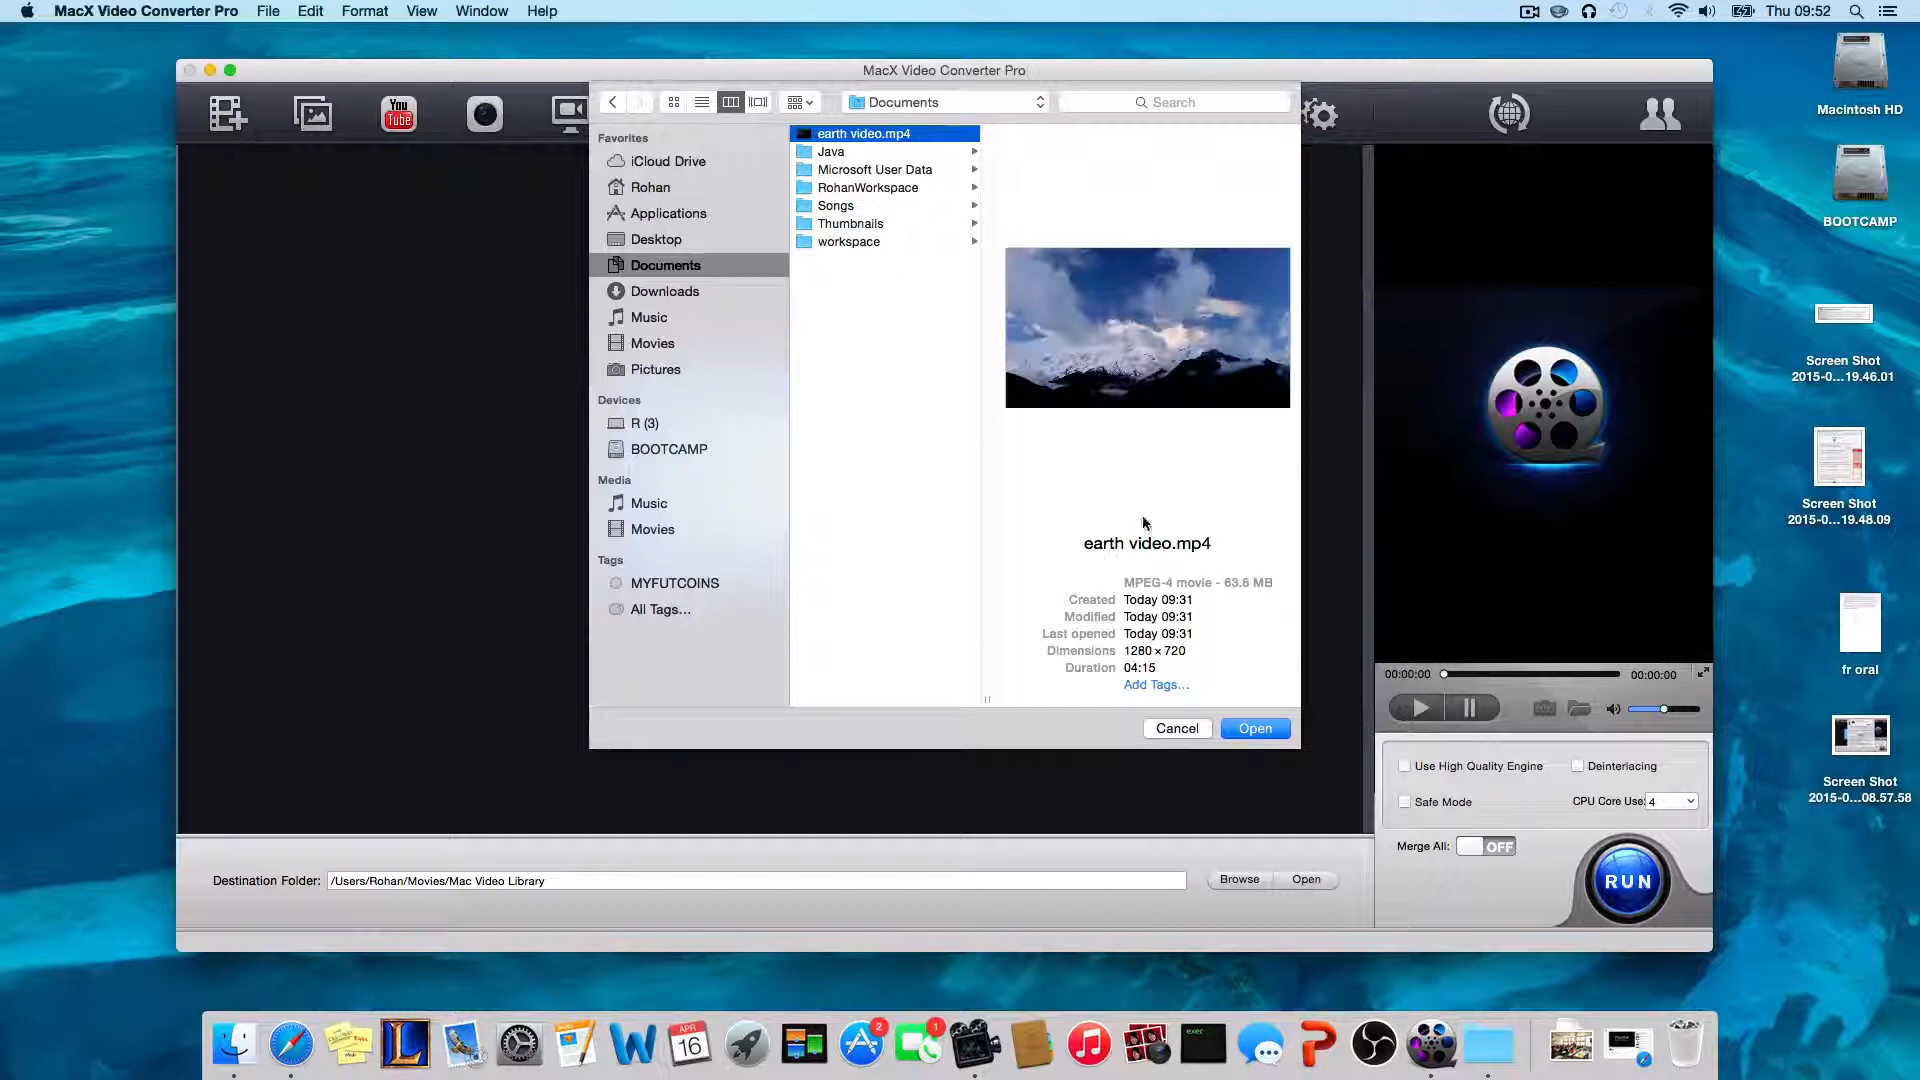 MacX Video Converter Pro File Edit Format View Window Help Thu 09:52
MacX Video Converter Pro
You
Tube
Documents
Search
Favorites
iCloud Drive
Rohan
Applications
Desktop
Documents
Downloads
Music
Movies
Pictures
Devices
R (3)
BOOTCAMP
Media
Music
Movies
Tags
MYFUTCOINS
All Tags...
earth video.mp4
Java
Microsoft User Data
RohanWorkspace
Songs
Thumbnails
workspace
earth video.mp4
MPEG-4 movie - 63.6 MB
Created Today 09:31
Modified Today 09:31
Last opened Today 09:31
Dimensions 1280 × 720
Duration 04:15
Add Tags...
Cancel Open
00:00:00 00:00:00
Use High Quality Engine Deinterlacing
Safe Mode CPU Core Use: 4
Merge All: OFF
RUN
Destination Folder: /Users/Rohan/Movies/Mac Video Library Browse Open
Macintosh HD
BOOTCAMP
Screen Shot
2015-0...19.46.01
Screen Shot
2015-0...19.48.09
fr oral
Screen Shot
2015-0...08.57.58
APR
16
2
1
exec